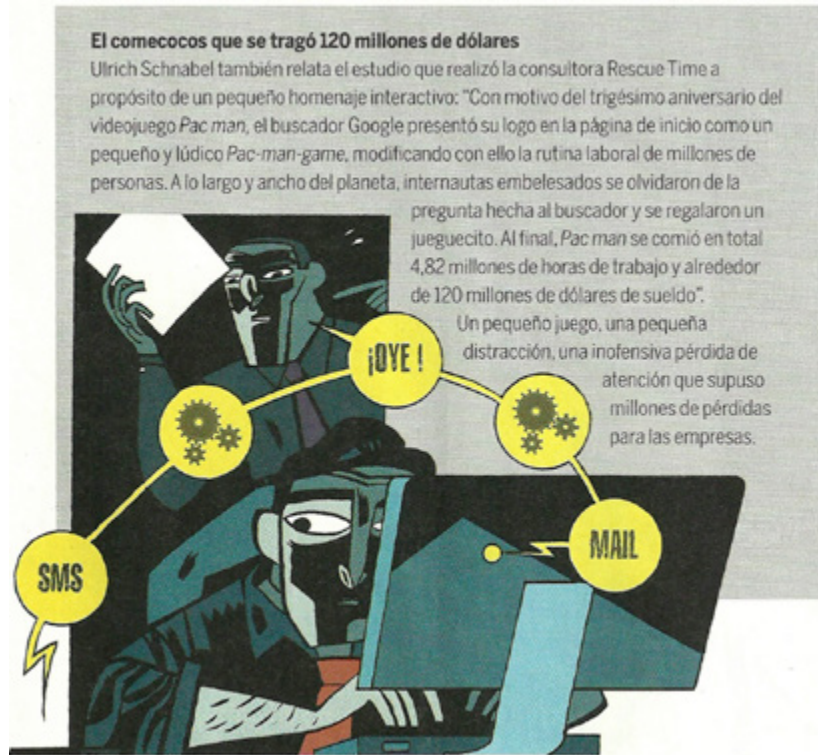 El comecocos que se tragó 120 millones de dólares
Ulrich Schnabel también relata el estudio que realizó la consultora Rescue Time a
propósito de un pequeño homenaje interactivo: "Con motivo del trigésimo aniversario del
videojuego Pac man, el buscador Google presentó su logo en la página de inicio como un
pequeño y lúdico Pac-man-game, modificando con ello la rutina laboral de millones de
personas. A lo largo y ancho del planeta, internautas embelesados se olvidaron de la
pregunta hecha al buscador y se regalaron un
jueguecito. Al final, Pac man se comió en total
4,82 millones de horas de trabajo y alrededor
de 120 millones de dólares de sueldo".
Un pequeño juego, una pequeña
distracción, una inofensiva pérdida de
atención que supuso
millones de pérdidas
para las empresas.
¡OYE!
MAIL
SMS